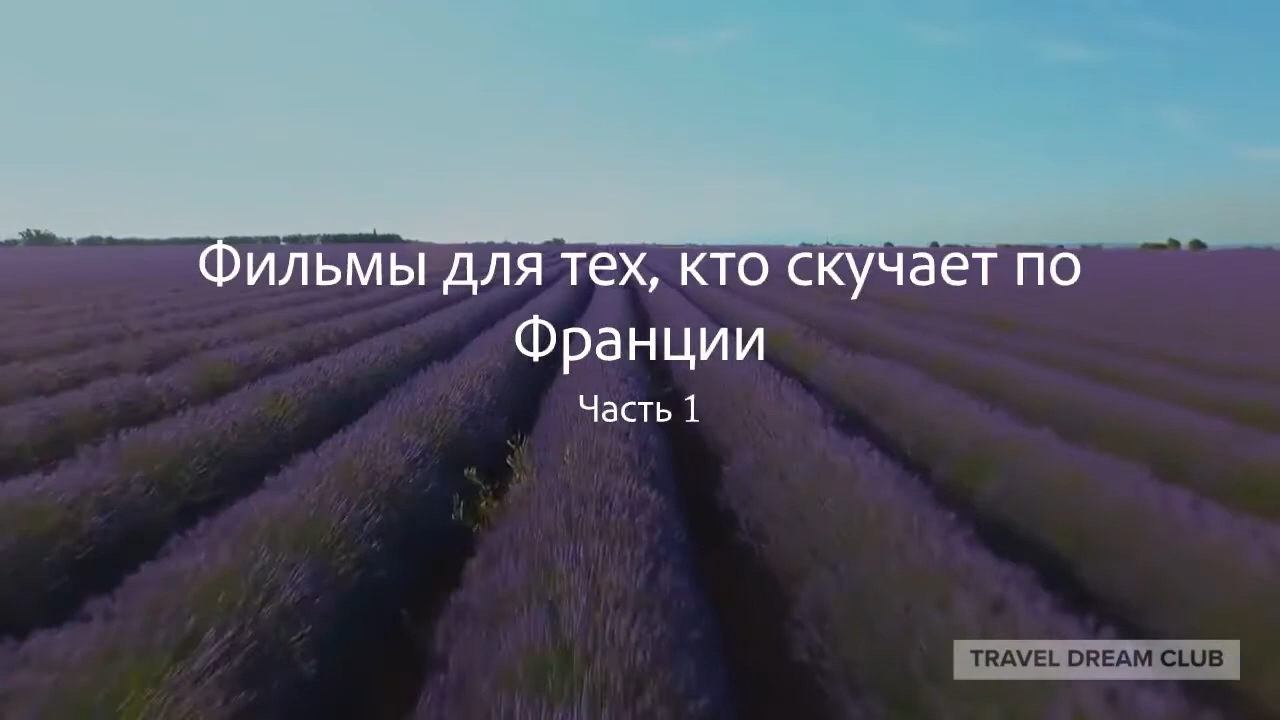 Фильмы для тех, кто скучает по
Франции
Часть 1
TRAVEL DREAM CLUB